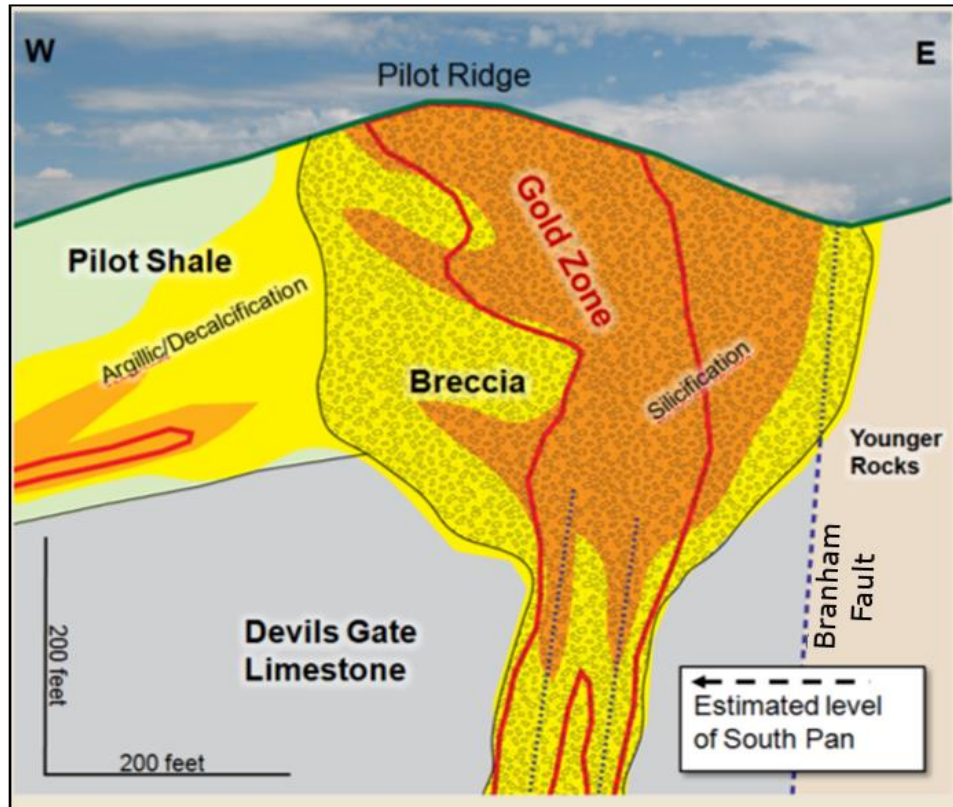 W
E
Pilot Ridge
Gold Zone
Pilot Shale
Argillic/Decalcification
Breccia
Silicification
Younger
Rocks
Branham
Fault
Devils Gate
Limestone
200 feet
200 feet
Estimated level
of South Pan